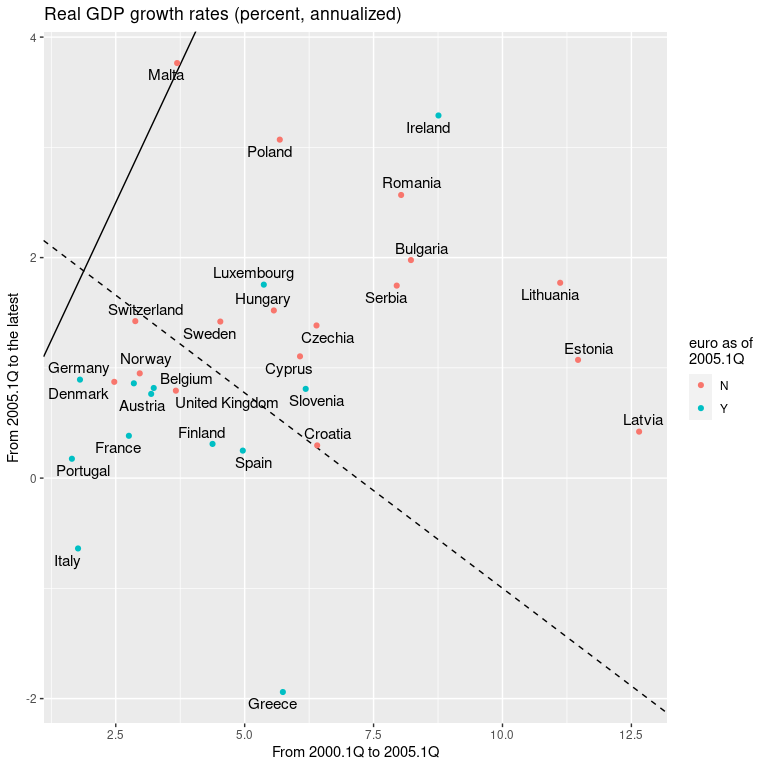 Real GDP growth rates (percent, annualized)
4
Malta
Ireland
Poland
Romania
Bulgaria
2
Luxembourg
Hungary
Serbia
Lithuania
Switzerland
Sweden
Czechia
Estonia
Norway
Germany
Cyprus
Belgium
Denmark
Austria
United Kingdom
Slovenia
Latvia
Finland
Croatia
France
Spain
Portugal
0
Italy
Greece
-2
2.5
5.0
7.5
10.0
12.5
From 2000.1Q to 2005.1Q
From 2005.1Q to the latest
euro as of
2005.1Q
N
Y